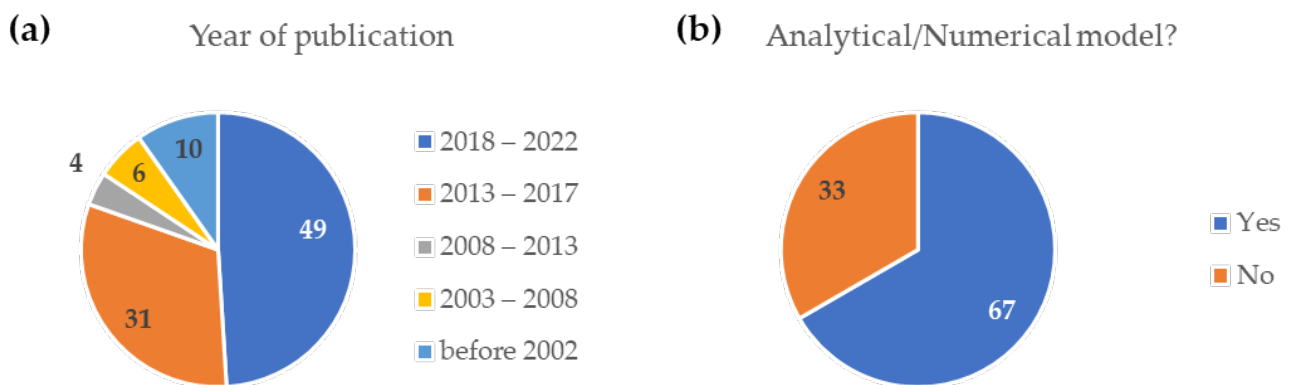 (a) Year of publication
10
4
6
49
31
2018 – 2022
2013 – 2017
2008 – 2013
2003 – 2008
before 2002
(b) Analytical/Numerical model?
33
67
Yes
No